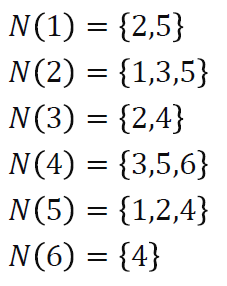 N(1) = {2,5}
N(2) = {1,3,5}
N(3) = {2,4}
N(4) = {3,5,6}
N(5) = {1,2,4}
N(6) = {4}